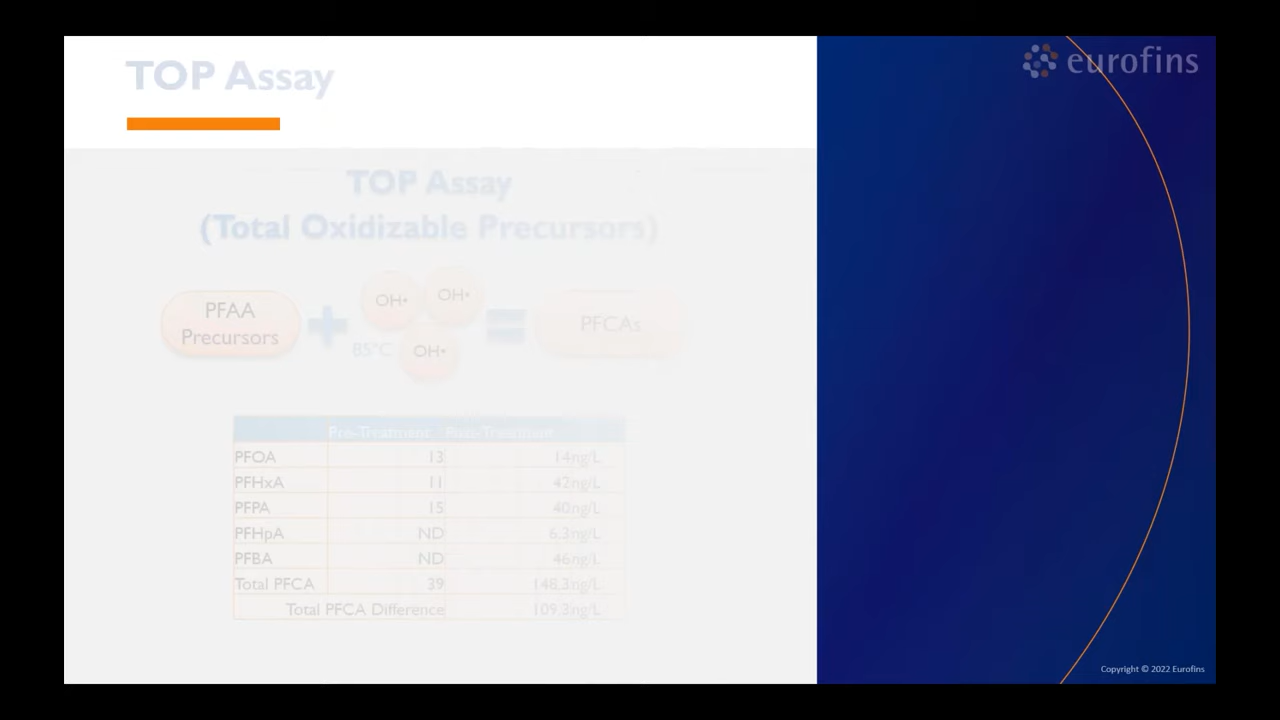 TOP Assay
eurofins
TOP Assay
(Total Oxidizable Precursors)
PFAA
Precursors
OH•
OH•
85°C
OH•
PFCAs
Pre-Treatment Post-Treatment
PFOA 13 14ng/L
PFHxA 11 42ng/L
PFPA 15 40ng/L
PFHpA ND 6.3ng/L
PFBA ND 46ng/L
Total PFCA 39 148.3ng/L
Total PFCA Difference 109.3ng/L
Copyright © 2022 Eurofins